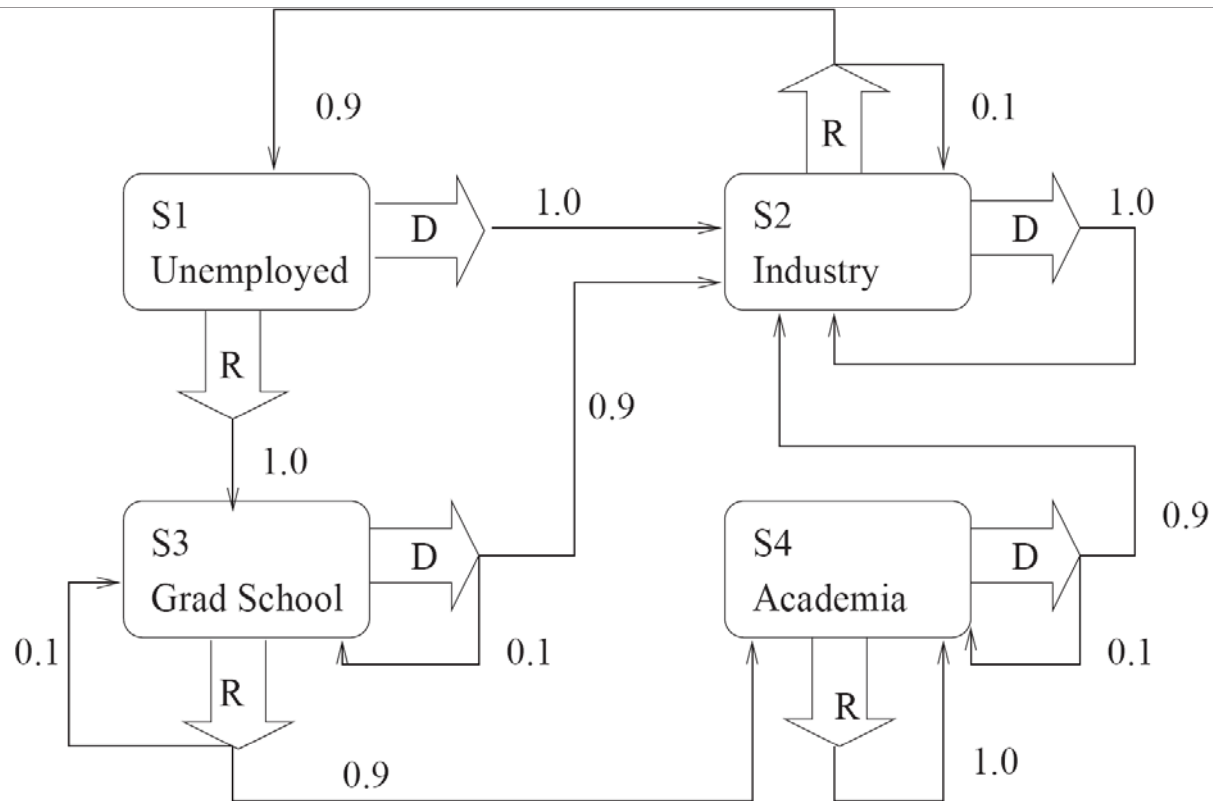 0.9
R
0.1
S1
Unemployed
D
1.0
S2
Industry
D
1.0
R
0.9
1.0
S3
Grad School
D
S4
Academia
D
0.9
0.1
R
0.1
R
0.1
0.9
1.0